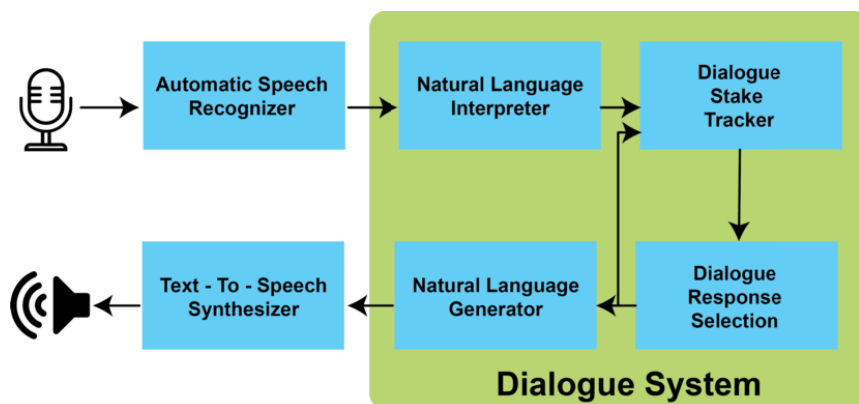 Automatic Speech
Recognizer
Natural Language
Interpreter
Dialogue
Stake
Tracker
Text - To - Speech
Synthesizer
Natural Language
Generator
Dialogue
Response
Selection
Dialogue System